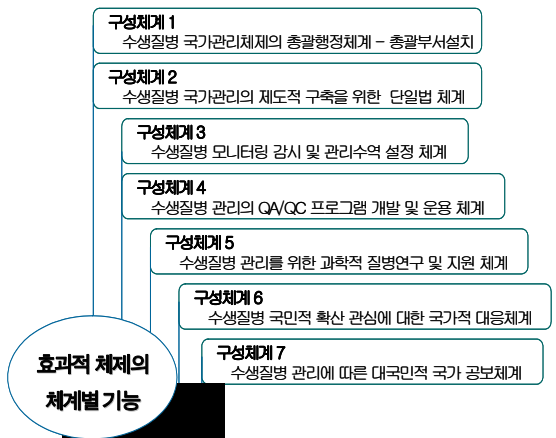 구성체계 1
수생질병 국가관리체제의 총괄행정체계 – 총괄부서설치
구성체계 2
수생질병 국가관리의 제도적 구축을 위한 단일법 체계
구성체계 3
수생질병 모니터링 감시 및 관리수역 설정 체계
구성체계 4
수생질병 관리의 QA/QC 프로그램 개발 및 운용 체계
구성체계 5
수생질병 관리를 위한 과학적 질병연구 및 지원 체계
구성체계 6
수생질병 국민적 확산 관심에 대한 국가적 대응체계
구성체계 7
수생질병 관리에 따른 대국민적 국가 공보체계
효과적 체제의
체계별 기능